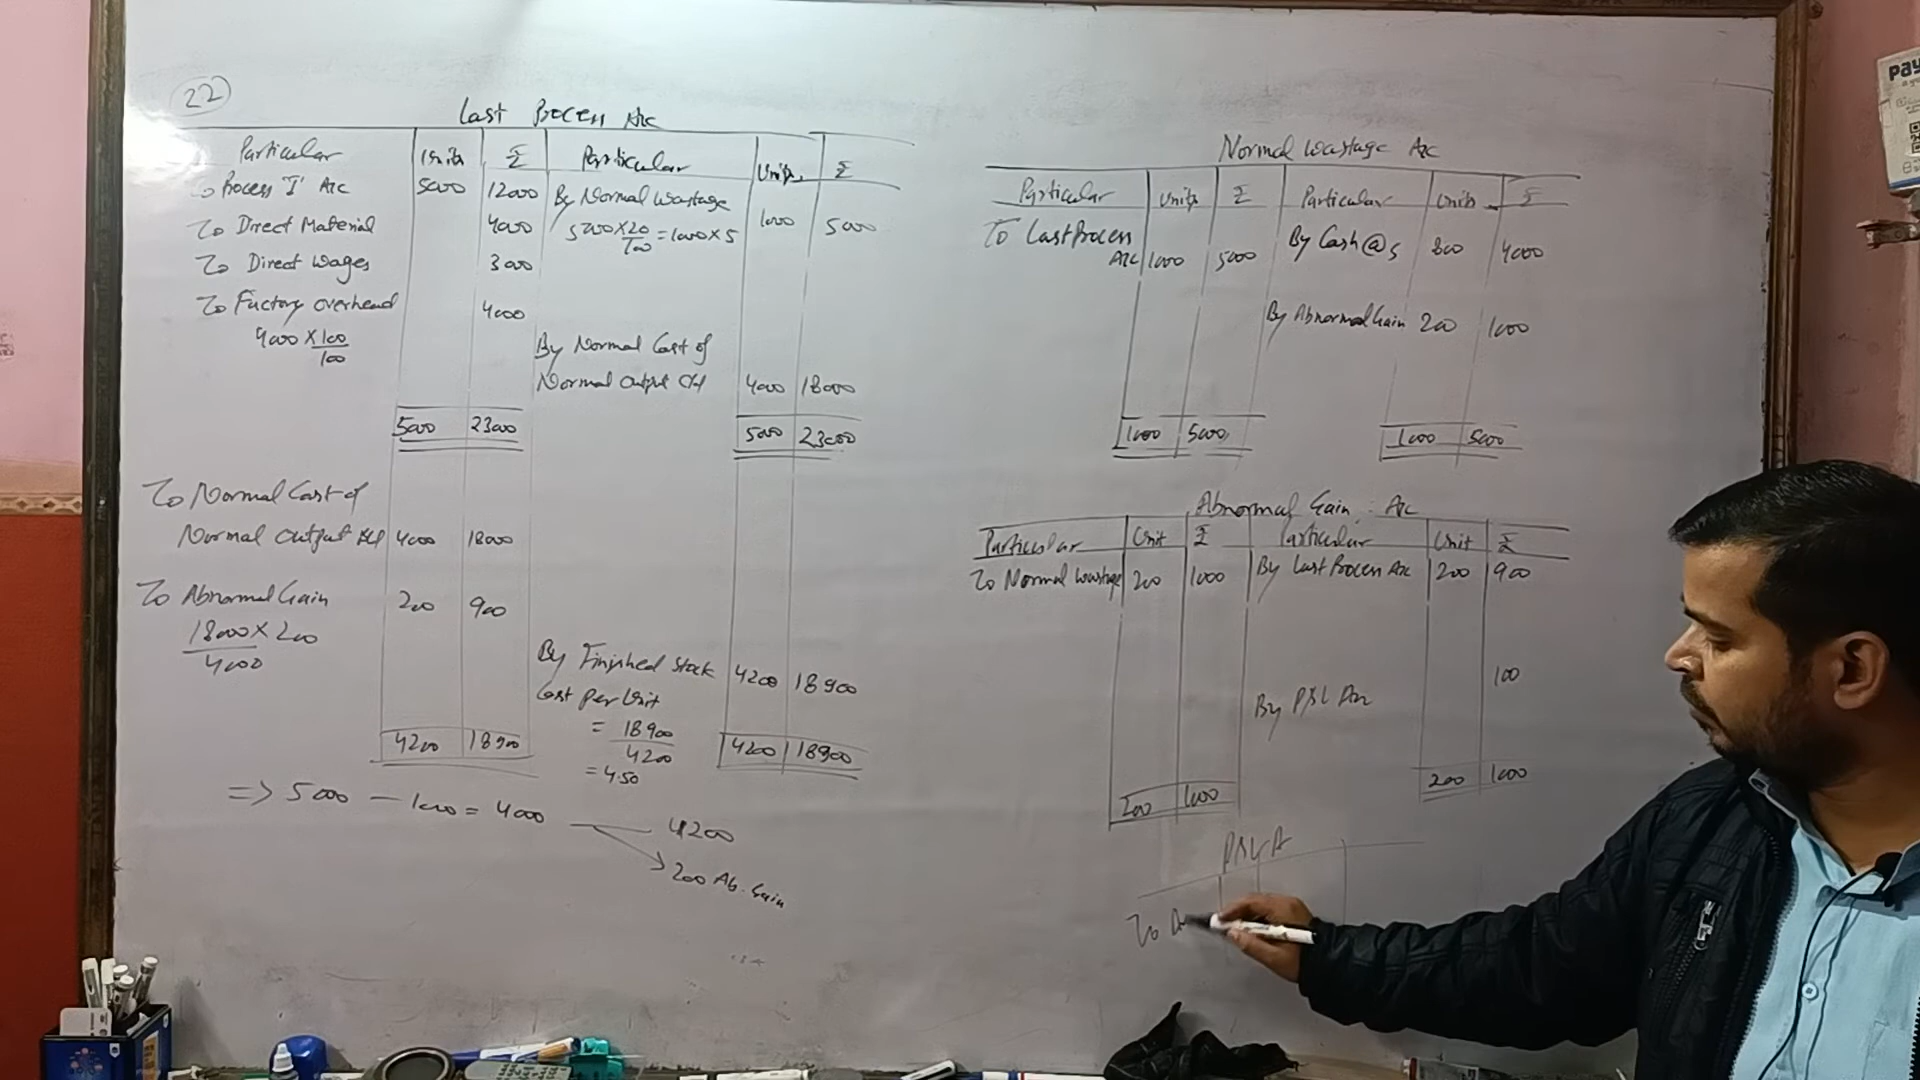 22
Last Process A/c
Particular Units ₹ Particular Units ₹
To Process "I" A/c 5000 12000 By Normal Wastage
5000 × 20/100 = 1000 × 5 1000 5000
To Direct Material 4000
To Direct Wages 3000
To Factory overhead 4000
4000 × 100/100
By Normal Cost of
Normal Output c/d 4000 18000
5000 23000 5000 23000
To Normal Cost of
Normal Output b/d 4000 18000
To Abnormal Gain 200 900
18000 × 200
4000
By Finished Stock 4200 18900
Cost per Unit
= 18900
4200
= 4.50
4200 18900 4200 18900
=> 5000 - 1000 = 4000
4200
200 Ab. Gain
Normal Wastage A/c
Particular Units ₹ Particular Units ₹
To Last Process
A/c 1000 5000 By Cash @ 5 800 4000
By Abnormal Gain 200 1000
1000 5000 1000 5000
Abnormal Gain A/c
Particular Unit ₹ Particular Unit ₹
To Normal Wastage 200 1000 By Last Process A/c 200 900
By P&L A/c 100
200 1000 200 1000
P&L A
To
Pay